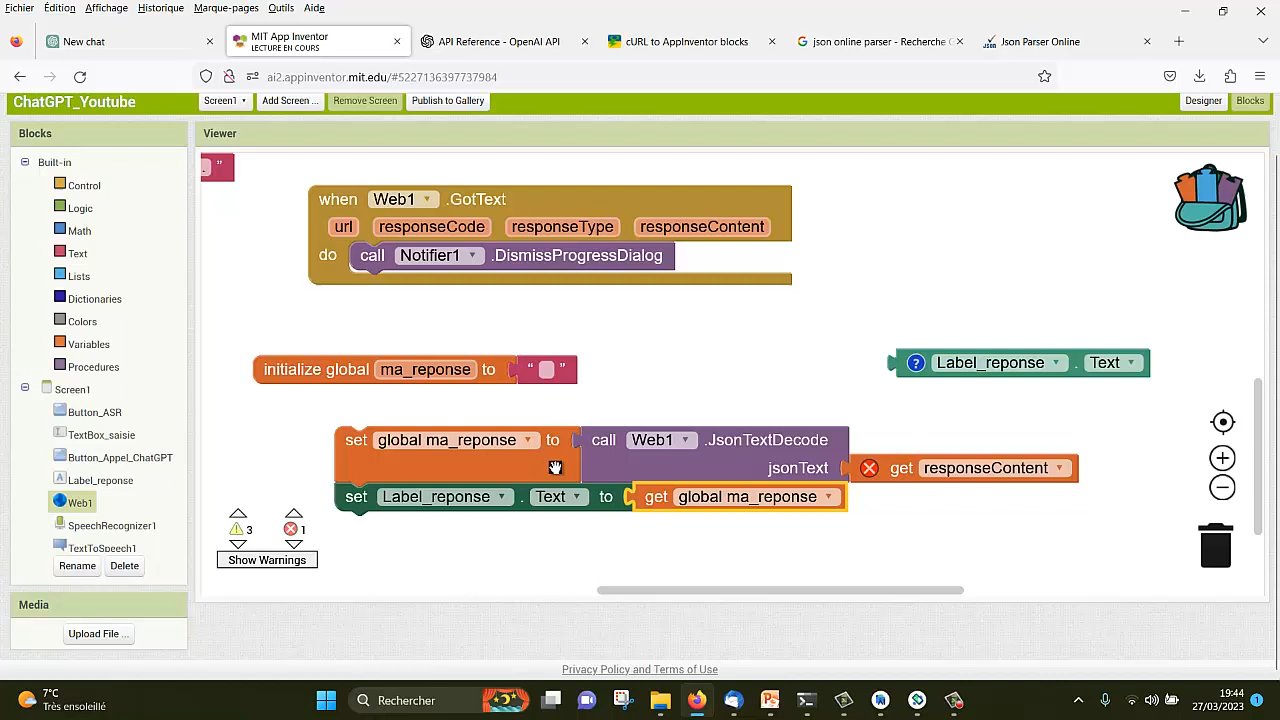 Fichier Édition Affichage Historique Marque-pages Outils Aide
New chat
MIT App Inventor
LECTURE EN COURS
API Reference - OpenAI API
cURL to AppInventor blocks
json online parser - Recherche G
Json Parser Online
ai2.appinventor.mit.edu/#5227136397737984
ChatGPT_Youtube
Screen1 Add Screen ... Remove Screen Publish to Gallery
Designer Blocks
Blocks
Viewer
Built-in
Control
Logic
Math
Text
Lists
Dictionaries
Colors
Variables
Procedures
Screen1
Button_ASR
TextBox_saisie
Button_Appel_ChatGPT
Label_reponse
Web1
SpeechRecognizer1
TextToSpeech1
Rename Delete
Media
Upload File ...
. ”
when Web1 .GotText
url responseCode responseType responseContent
do call Notifier1 .DismissProgressDialog
initialize global ma_reponse to “ ”
? Label_reponse . Text
set global ma_reponse to call Web1 .JsonTextDecode
jsonText get responseContent
set Label_reponse . Text to get global ma_reponse
3 1
Show Warnings
Privacy Policy and Terms of Use
7°C
Très ensoleillé
Rechercher
19:44
27/03/2023
1